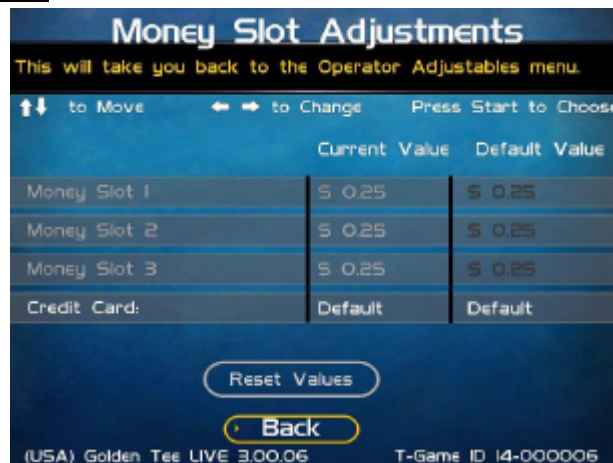 Money Slot Adjustments
This will take you back to the Operator Adjustables menu.
↑↓ to Move ← → to Change Press Start to Choose
Current Value Default Value
Money Slot 1 $ 0.25 $ 0.25
Money Slot 2 $ 0.25 $ 0.25
Money Slot 3 $ 0.25 $ 0.25
Credit Card: Default Default
Reset Values
Back
(USA) Golden Tee LIVE 3.00.06 T-Game ID 14-000006